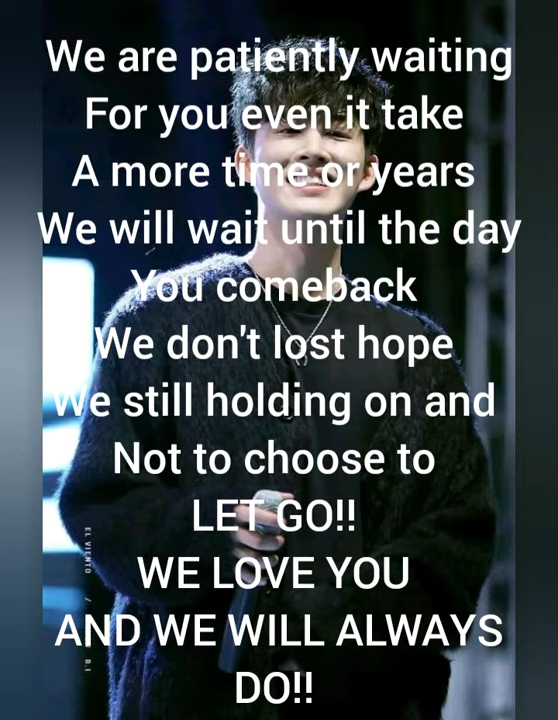 We are patiently waiting
For you even it take
A more time or years
We will wait until the day
You comeback
We don't lost hope
We still holding on and
Not to choose to
LET GO!!
WE LOVE YOU
AND WE WILL ALWAYS
DO!!
EL VIENTO / B.I